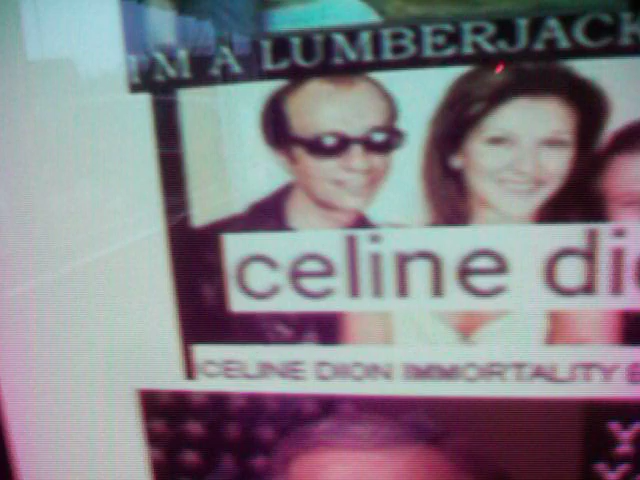 I'M A LUMBERJACK
celine di
CELINE DION IMMORTALITY
Y
Y